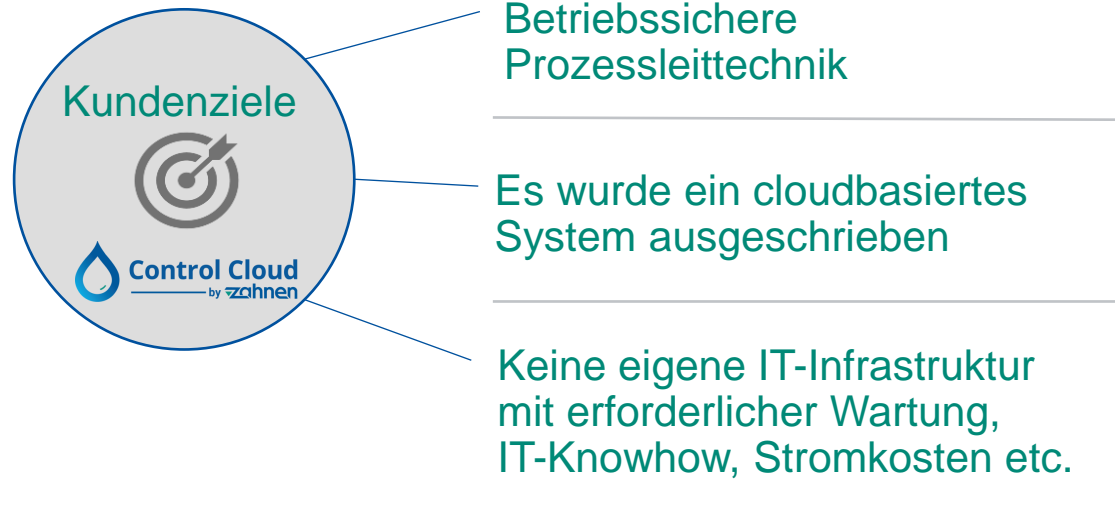 Kundenziele
Control Cloud
by zahnen
Betriebssichere
Prozessleittechnik
Es wurde ein cloudbasiertes
System ausgeschrieben
Keine eigene IT-Infrastruktur
mit erforderlicher Wartung,
IT-Knowhow, Stromkosten etc.